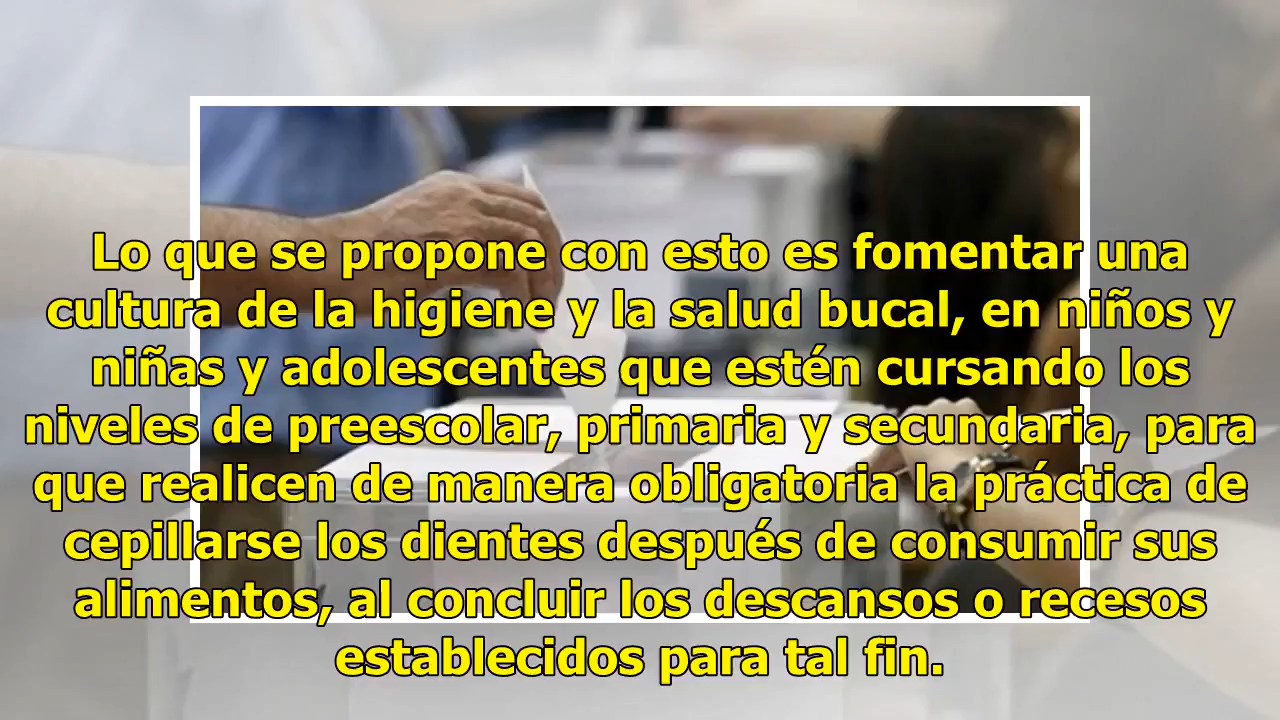 Lo que se propone con esto es fomentar una
cultura de la higiene y la salud bucal, en niños y
niñas y adolescentes que estén cursando los
niveles de preescolar, primaria y secundaria, para
que realicen de manera obligatoria la práctica de
cepillarse los dientes después de consumir sus
alimentos, al concluir los descansos o recesos
establecidos para tal fin.